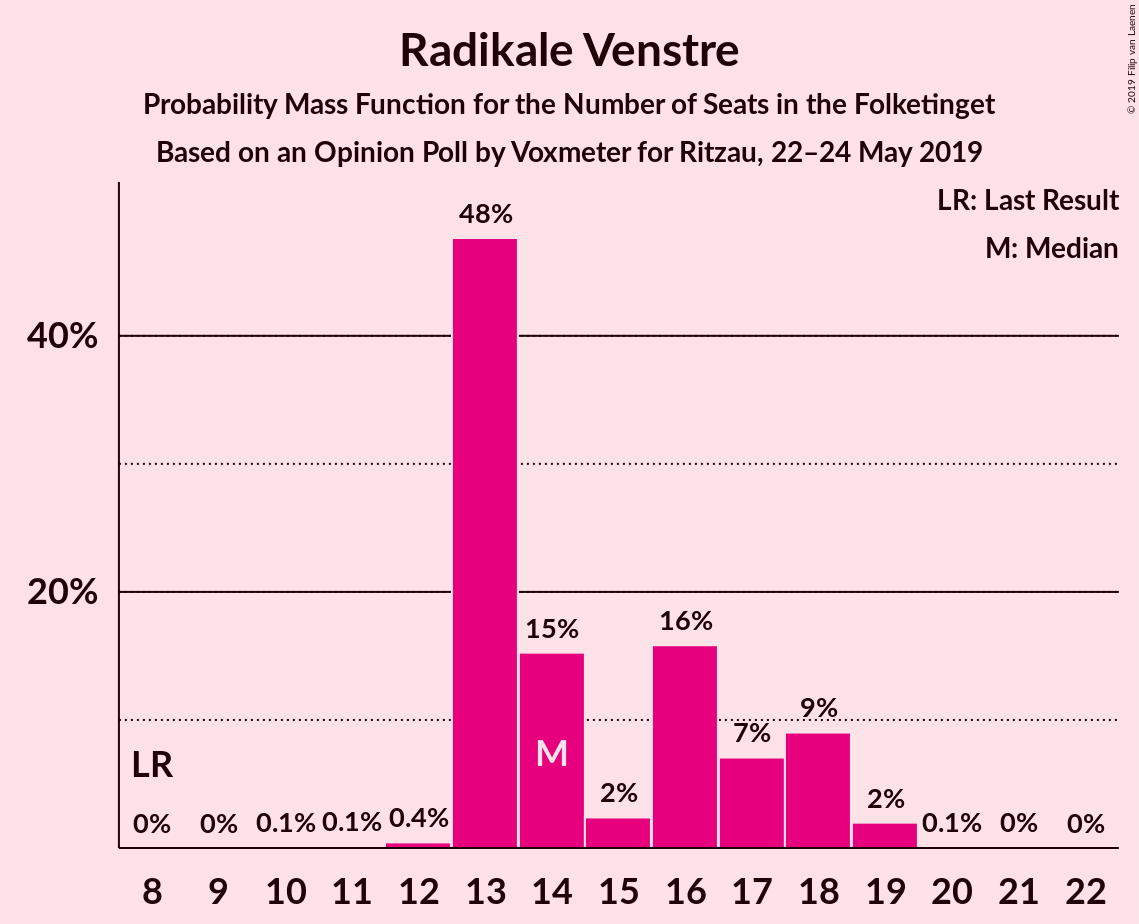 Radikale Venstre
Probability Mass Function for the Number of Seats in the Folketinget
Based on an Opinion Poll by Voxmeter for Ritzau, 22–24 May 2019
© 2019 Filip van Laenen
LR: Last Result
M: Median
48%
40%
20%
15%
16%
9%
7%
M
LR
2%
2%
0%
0%
0.1%
0.1%
0.4%
0.1%
0%
0%
8 9 10 11 12 13 14 15 16 17 18 19 20 21 22